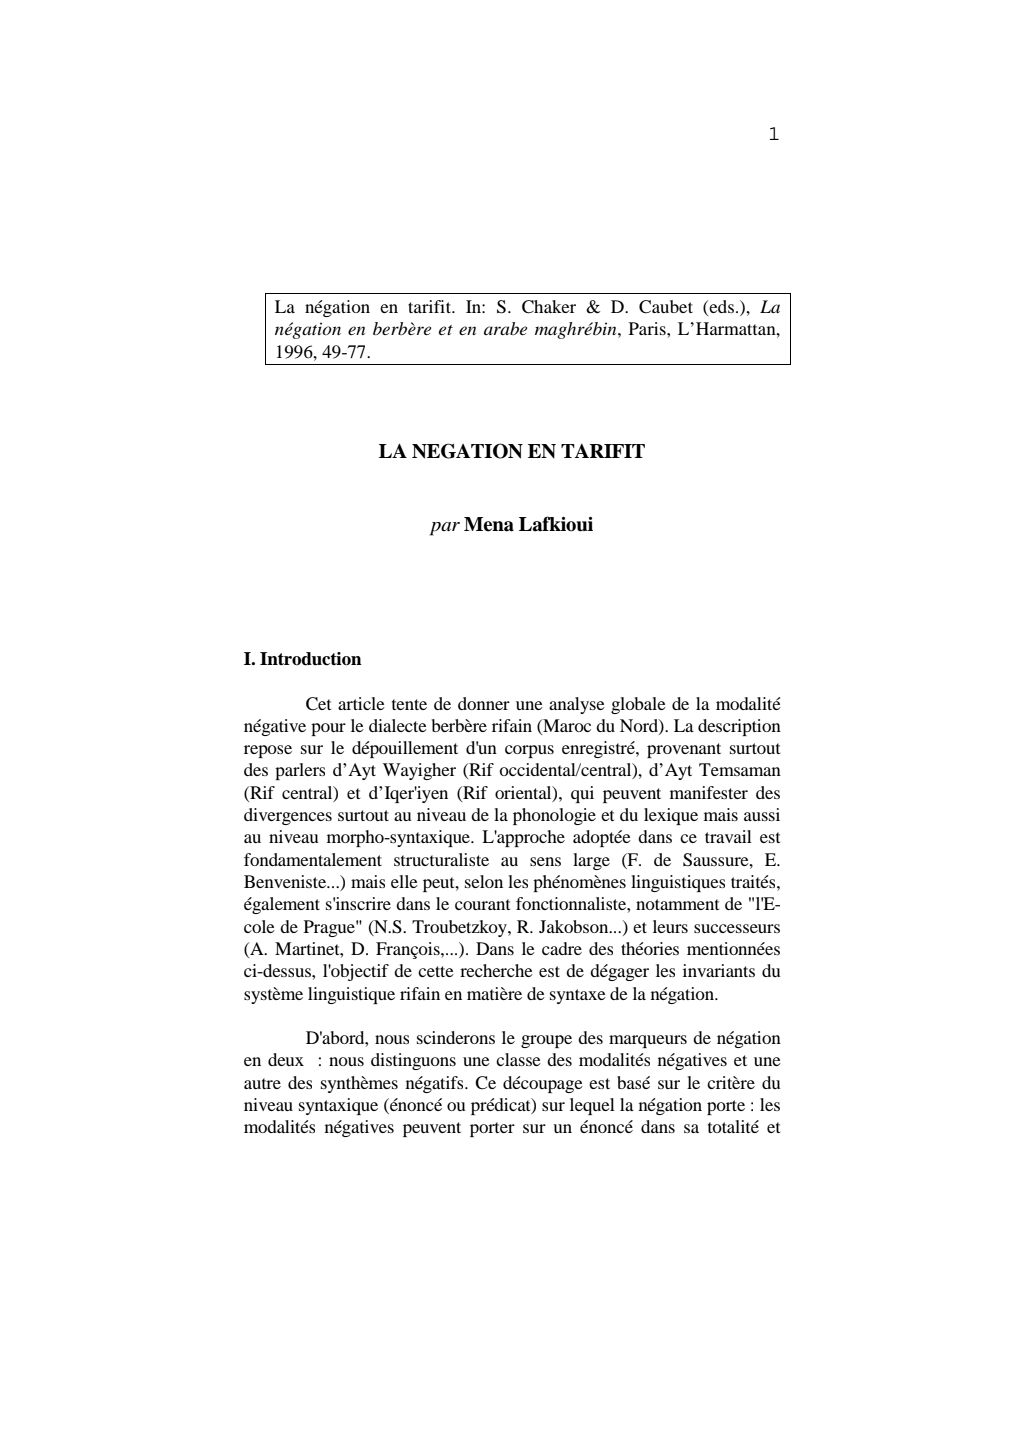 1
La négation en tarifit. In: S. Chaker & D. Caubet (eds.), La
négation en berbère et en arabe maghrébin, Paris, L’Harmattan,
1996, 49-77.
LA NEGATION EN TARIFIT
par Mena Lafkioui
I. Introduction
Cet article tente de donner une analyse globale de la modalité
négative pour le dialecte berbère rifain (Maroc du Nord). La description
repose sur le dépouillement d'un corpus enregistré, provenant surtout
des parlers d’Ayt Wayigher (Rif occidental/central), d’Ayt Temsaman
(Rif central) et d’Iqer'iyen (Rif oriental), qui peuvent manifester des
divergences surtout au niveau de la phonologie et du lexique mais aussi
au niveau morpho-syntaxique. L'approche adoptée dans ce travail est
fondamentalement structuraliste au sens large (F. de Saussure, E.
Benveniste...) mais elle peut, selon les phénomènes linguistiques traités,
également s'inscrire dans le courant fonctionnaliste, notamment de "l'E-
cole de Prague" (N.S. Troubetzkoy, R. Jakobson...) et leurs successeurs
(A. Martinet, D. François,...). Dans le cadre des théories mentionnées
ci-dessus, l'objectif de cette recherche est de dégager les invariants du
système linguistique rifain en matière de syntaxe de la négation.
D'abord, nous scinderons le groupe des marqueurs de négation
en deux : nous distinguons une classe des modalités négatives et une
autre des synthèmes négatifs. Ce découpage est basé sur le critère du
niveau syntaxique (énoncé ou prédicat) sur lequel la négation porte : les
modalités négatives peuvent porter sur un énoncé dans sa totalité et